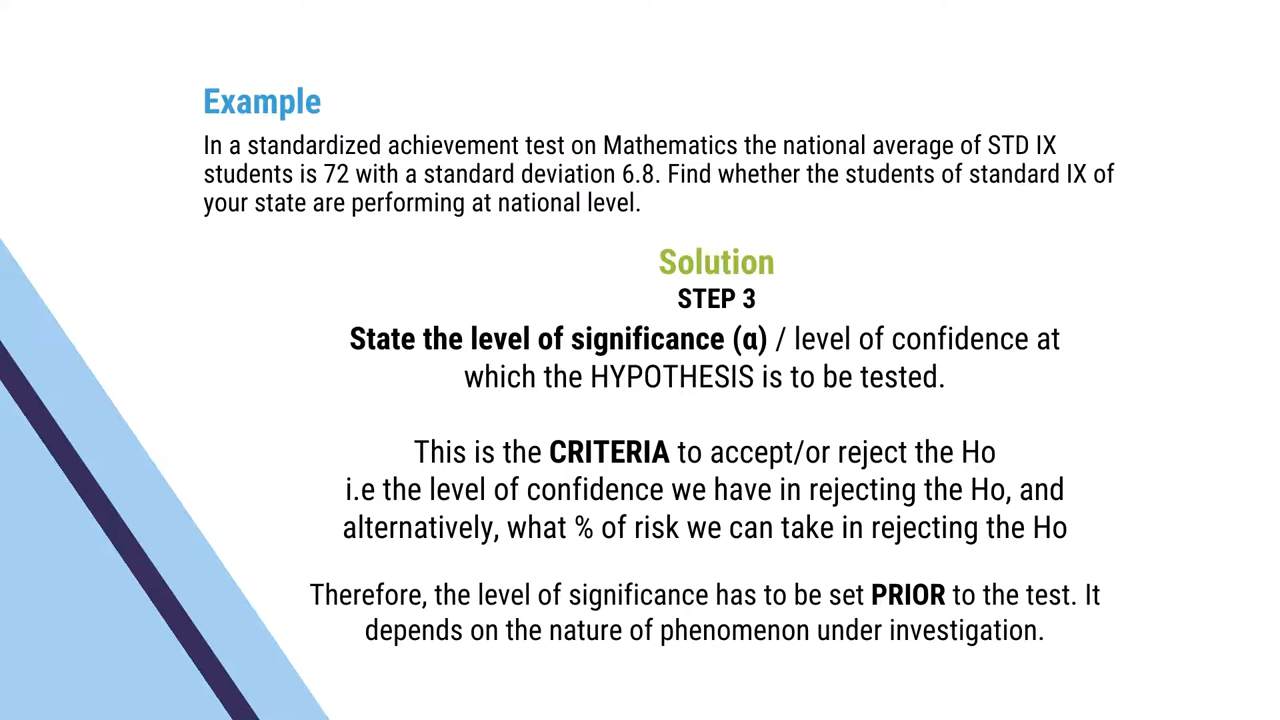 Example
In a standardized achievement test on Mathematics the national average of STD IX
students is 72 with a standard deviation 6.8. Find whether the students of standard IX of
your state are performing at national level.
Solution
STEP 3
State the level of significance (α) / level of confidence at
which the HYPOTHESIS is to be tested.
This is the CRITERIA to accept/or reject the Ho
i.e the level of confidence we have in rejecting the Ho, and
alternatively, what % of risk we can take in rejecting the Ho
Therefore, the level of significance has to be set PRIOR to the test. It
depends on the nature of phenomenon under investigation.